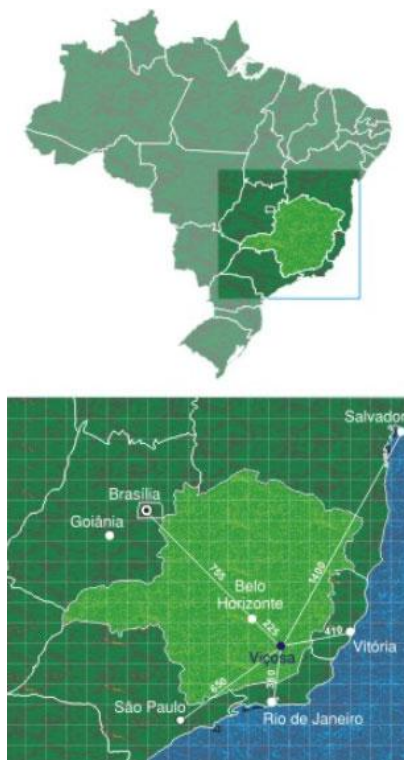 Salvador
Brasília
Goiânia
755
1400
Belo
Horizonte
225
410
Viçosa
Vitória
650
São Paulo
Rio de Janeiro